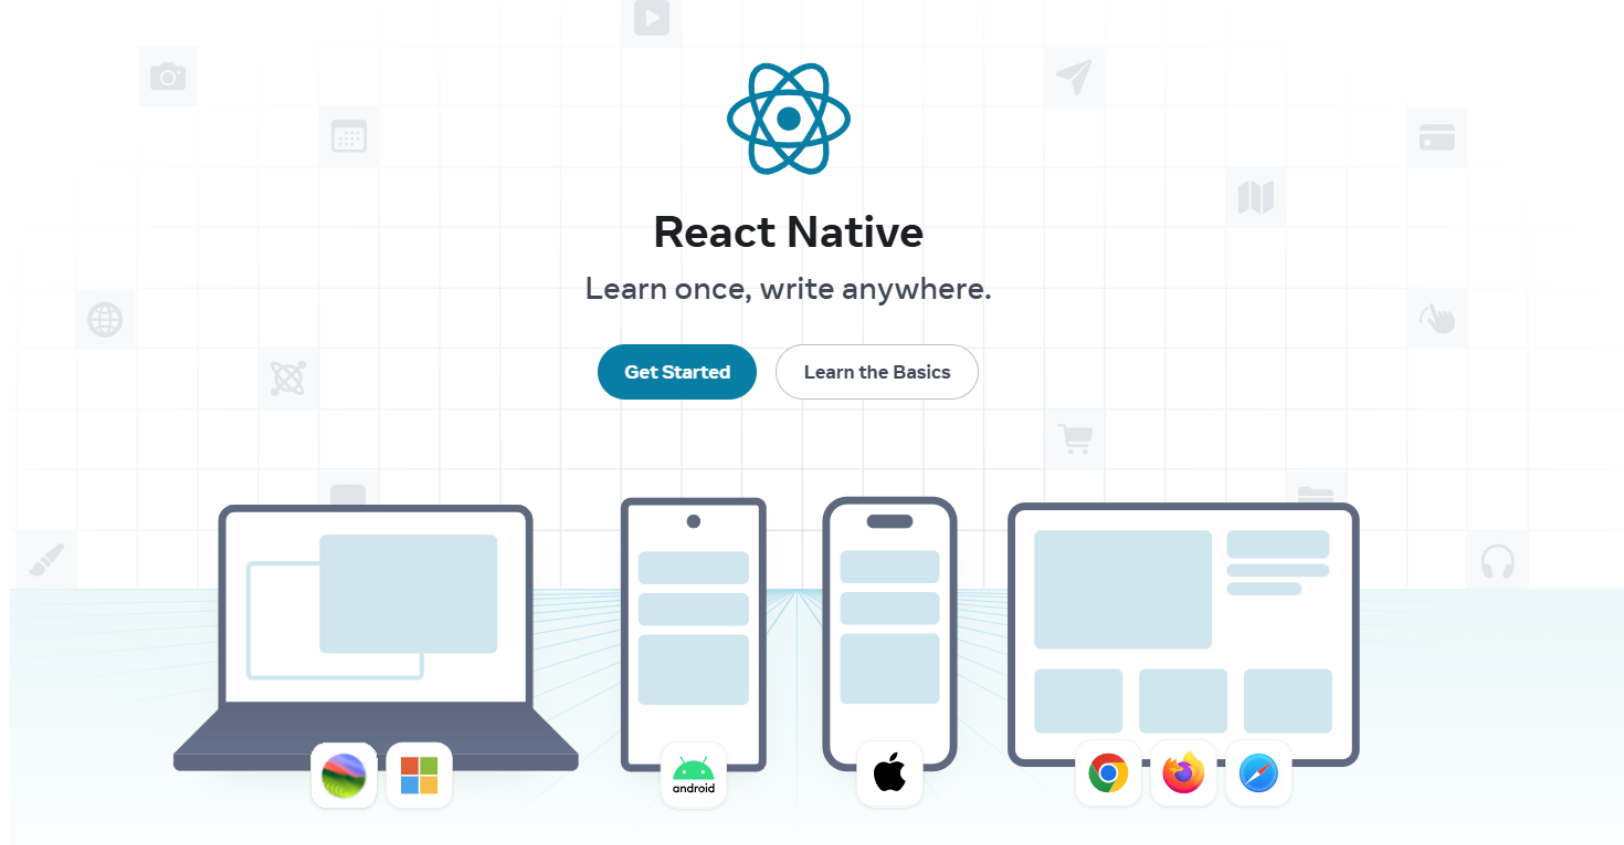 React Native
Learn once, write anywhere.
Get Started
Learn the Basics
android